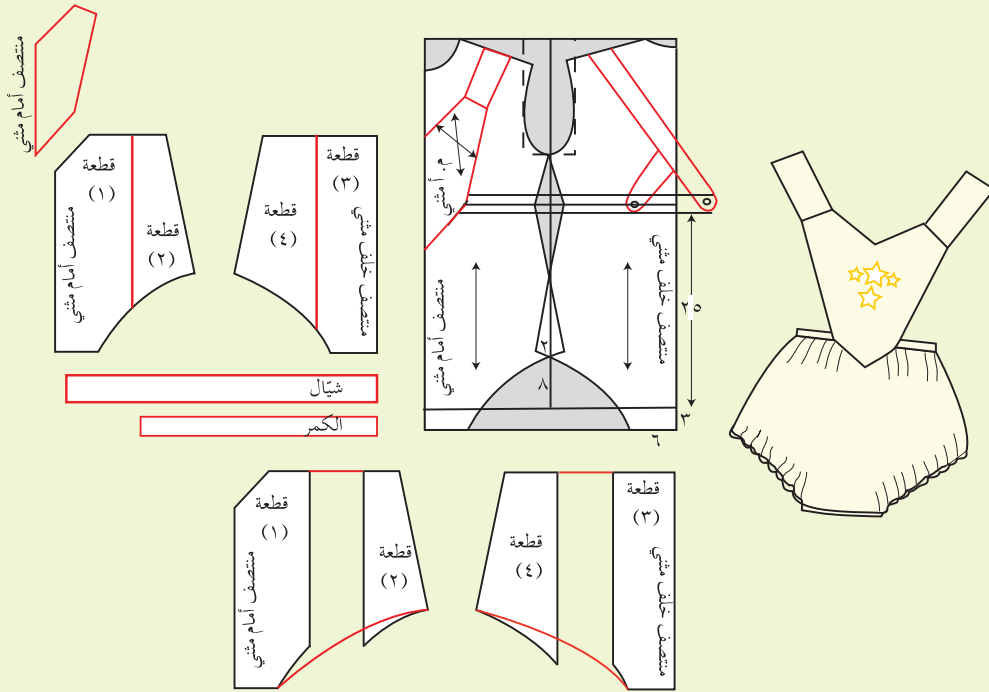 منتصف أمام مثني
قطعة
(١)
منتصف أمام مثني
قطعة
(٢)
قطعة
(٣)
منتصف خلف مثني
قطعة
(٤)
م. أ مثني
منتصف أمام مثني
منتصف خلف مثني
٢
٨
٢٥
٣
٦
شيّال
الكمر
قطعة
(١)
منتصف أمام مثني
قطعة
(٢)
قطعة
(٤)
قطعة
(٣)
منتصف خلف مثني